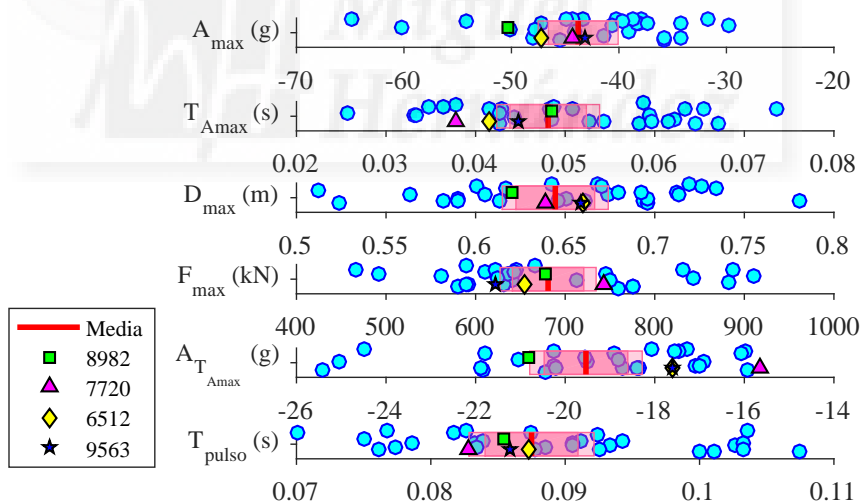 Miguel
Hernández
A_max (g)
-70 -60 -50 -40 -30 -20
T_Amax (s)
0.02 0.03 0.04 0.05 0.06 0.07 0.08
D_max (m)
0.5 0.55 0.6 0.65 0.7 0.75 0.8
F_max (kN)
400 500 600 700 800 900 1000
A_T_Amax (g)
-26 -24 -22 -20 -18 -16 -14
T_pulso (s)
0.07 0.08 0.09 0.1 0.11
Media
8982
7720
6512
9563